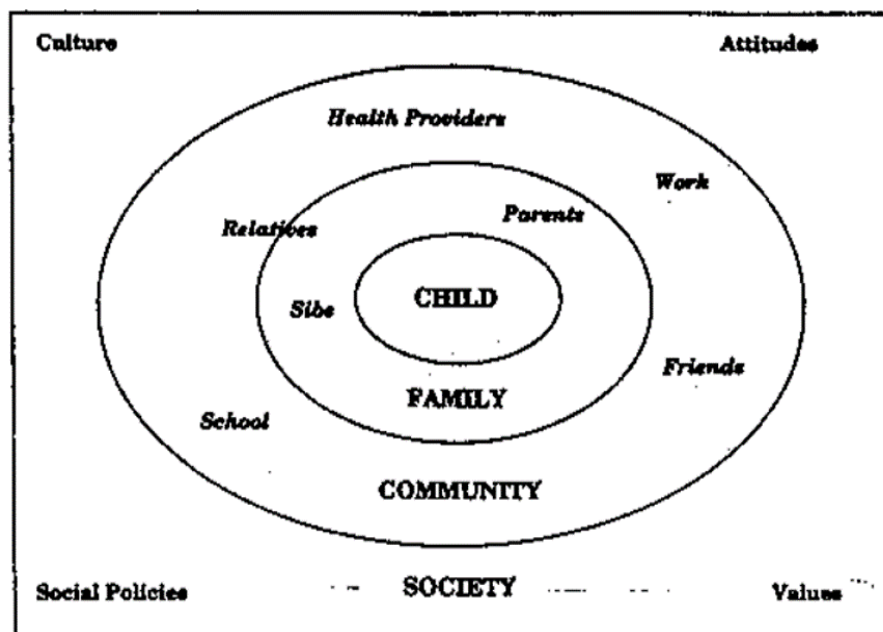 Culture
Attitudes
Health Providers
Work
Parents
Relatives
CHILD
Sibs
Friends
FAMILY
School
COMMUNITY
SOCIETY
Social Policies
Values